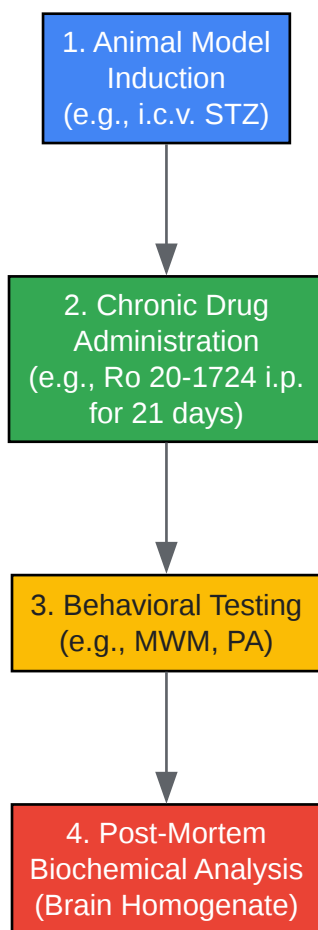 1. Animal Model
Induction
(e.g., i.c.v. STZ)
2. Chronic Drug
Administration
(e.g., Ro 20-1724 i.p.
for 21 days)
3. Behavioral Testing
(e.g., MWM, PA)
4. Post-Mortem
Biochemical Analysis
(Brain Homogenate)